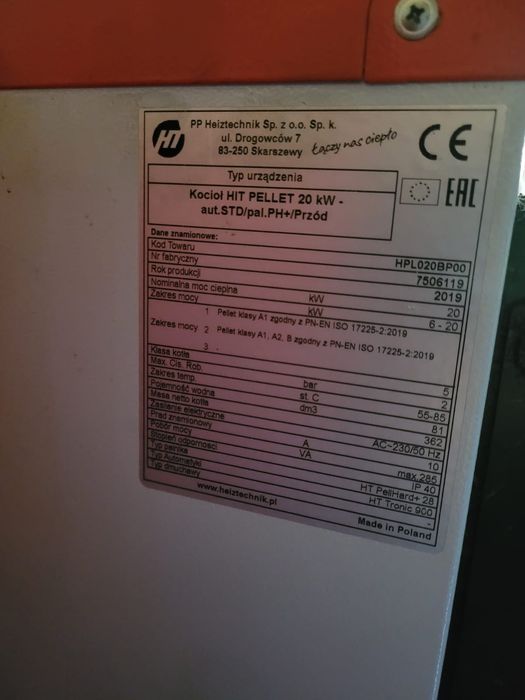 HT
PP Heiztechnik Sp. z o.o. Sp. k.
ul. Drogowców 7
83-250 Skarszewy
Łączy nas ciepło
CE
EAC
Typ urządzenia
Kocioł HIT PELLET 20 kW -
aut.STD/pal.PH+/Przód
Dane znamionowe:
Kod Towaru HPL020BP00
Nr fabryczny 7506119
Rok produkcji 2019
Nominalna moc cieplna kW 20
Zakres mocy kW 6 - 20
1 Pellet klasy A1 zgodny z PN-EN ISO 17225-2:2019
Zakres mocy 2 Pellet klasy A1, A2, B zgodny z PN-EN ISO 17225-2:2019
3
Klasa kotła 5
Max. Cis. Rob. bar 2
Zakres temp. st. C 55-85
Pojemność wodna dm3 81
Masa netto kotła 362
Zasilanie elektryczne AC~230/50 Hz
Prąd znamionowy A 10
Pobór mocy VA max.285
Stopień odporności IP 40
Typ palnika HT PellHard+ 28
Typ Automatyki HT Tronic 900
Typ dmuchawy -
www.heiztechnik.pl
Made in Poland